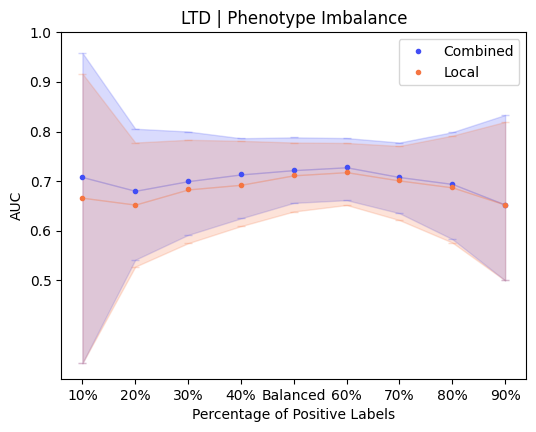 LTD | Phenotype Imbalance
Combined
Local
AUC
1.0
0.9
0.8
0.7
0.6
0.5
10% 20% 30% 40% Balanced 60% 70% 80% 90%
Percentage of Positive Labels